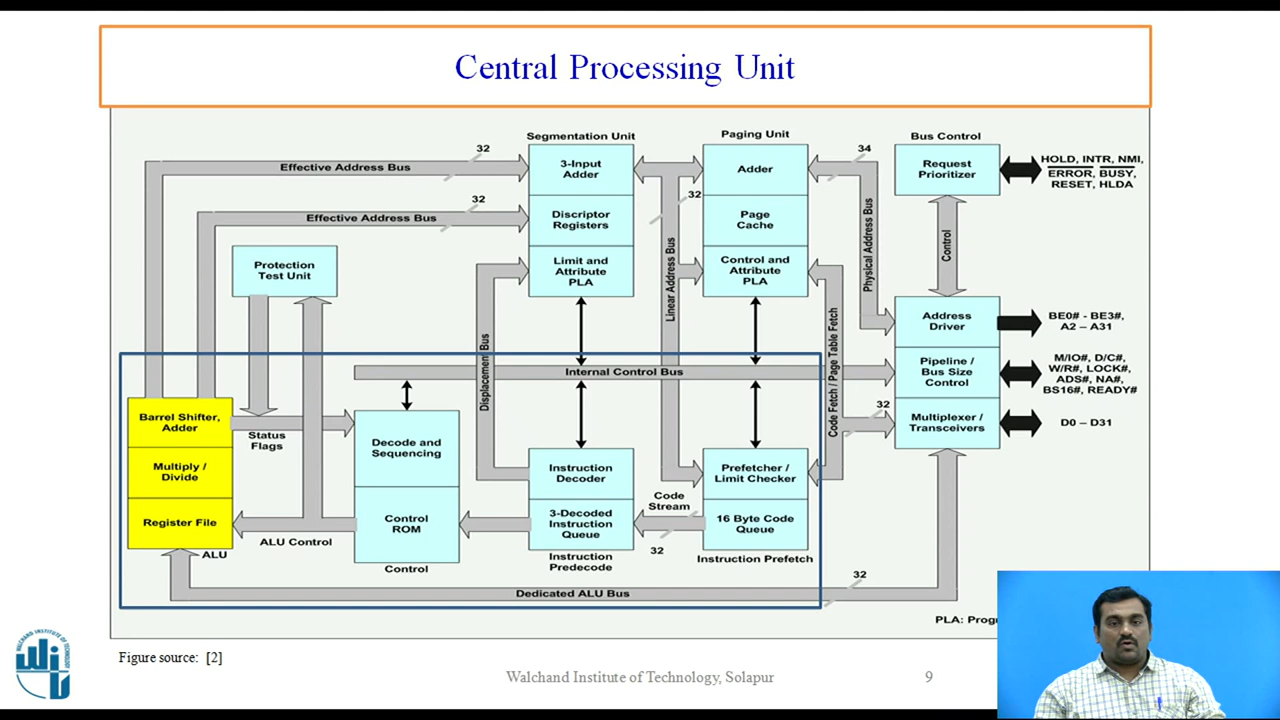 Central Processing Unit
Segmentation Unit
Paging Unit
Bus Control
32
34
Effective Address Bus
3-Input
Adder
Adder
Request
Prioritizer
HOLD, INTR, NMI,
ERROR, BUSY,
RESET, HLDA
32
32
Effective Address Bus
Discriptor
Registers
Page
Cache
Physical Address Bus
Control
Protection
Test Unit
Limit and
Attribute
PLA
Linear Address Bus
Control and
Attribute
PLA
Address
Driver
BE0# - BE3#,
A2 – A31
Displacement Bus
Internal Control Bus
Code Fetch / Page Table Fetch
Pipeline /
Bus Size
Control
M/IO#, D/C#,
W/R#, LOCK#,
ADS#, NA#,
BS16#, READY#
Barrel Shifter,
Adder
Status
Flags
32
Multiplexer /
Transceivers
D0 – D31
Decode and
Sequencing
Multiply /
Divide
Instruction
Decoder
Prefetcher /
Limit Checker
Code
Stream
Register File
Control
ROM
3-Decoded
Instruction
Queue
16 Byte Code
Queue
ALU Control
ALU
32
Instruction
Predecode
Instruction Prefetch
Control
32
Dedicated ALU Bus
PLA: Progr
WALCHAND INSTITUTE OF TECHNOLOGY
WIT
Figure source: [2]
Walchand Institute of Technology, Solapur
9